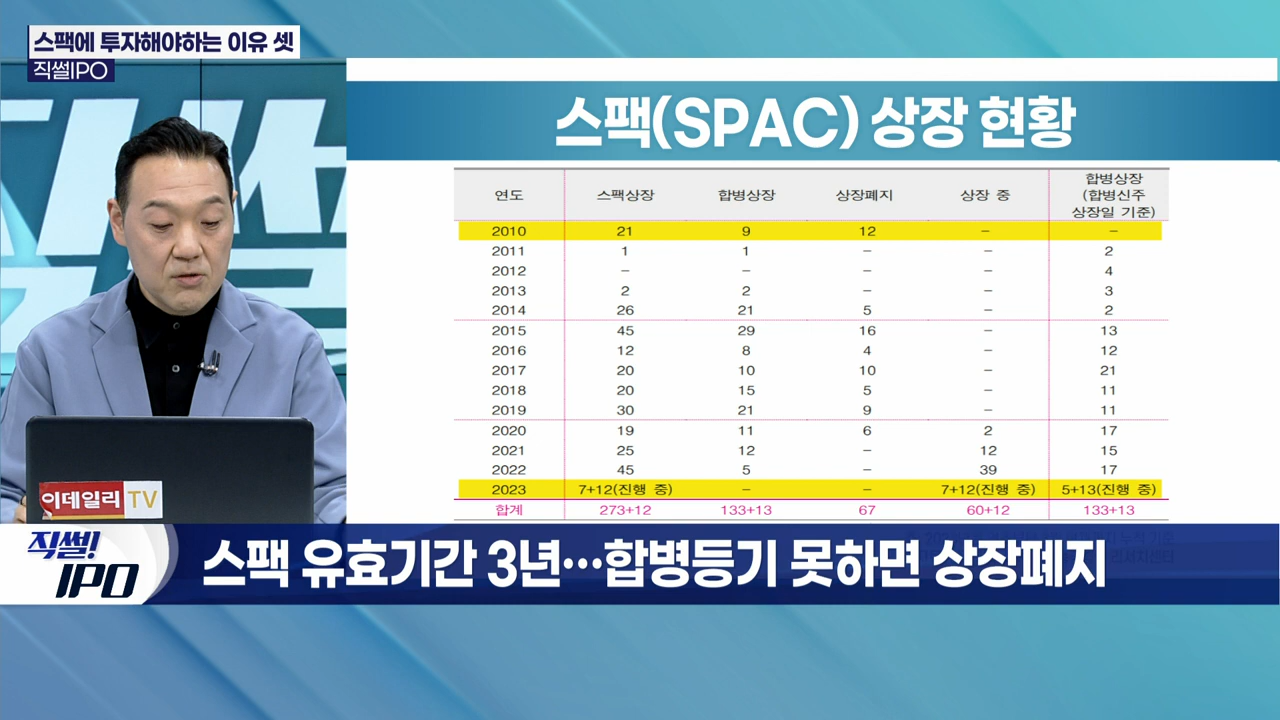 스팩에 투자해야하는 이유 셋
직썰IPO
스팩(SPAC) 상장 현황
연도 스팩상장 합병상장 상장폐지 상장 중 합병상장
(합병신주
상장일 기준)
2010 21 9 12 – –
2011 1 1 – – 2
2012 – – – – 4
2013 2 2 – – 3
2014 26 21 5 – 2
2015 45 29 16 – 13
2016 12 8 4 – 12
2017 20 10 10 – 21
2018 20 15 5 – 11
2019 30 21 9 – 11
2020 19 11 6 2 17
2021 25 12 – 12 15
2022 45 5 – 39 17
2023 7+12(진행 중) – – 7+12(진행 중) 5+13(진행 중)
합계 273+12 133+13 67 60+12 133+13
이데일리TV
직썰!
IPO
스팩 유효기간 3년…합병등기 못하면 상장폐지